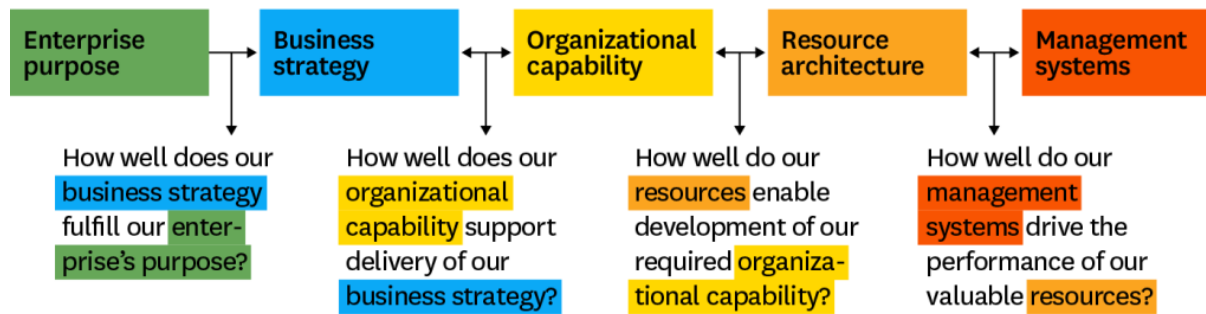 Enterprise
purpose
Business
strategy
Organizational
capability
Resource
architecture
Management
systems
How well does our
business strategy
fulfill our enter-
prise's purpose?
How well does our
organizational
capability support
delivery of our
business strategy?
How well do our
resources enable
development of our
required organiza-
tional capability?
How well do our
management
systems drive the
performance of our
valuable resources?